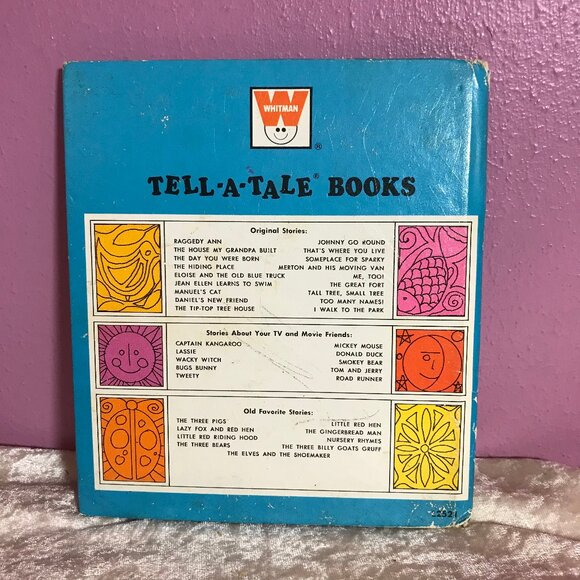 WHITMAN
W
®
TELL-A-TALE® BOOKS
Original Stories:
RAGGEDY ANN
THE HOUSE MY GRANDPA BUILT
THE DAY YOU WERE BORN
THE HIDING PLACE
ELOISE AND THE OLD BLUE TRUCK
JEAN ELLEN LEARNS TO SWIM
MANUEL'S CAT
DANIEL'S NEW FRIEND
THE TIP-TOP TREE HOUSE
JOHNNY GO ROUND
THAT'S WHERE YOU LIVE!
SOMEPLACE FOR SPARKY
MERTON AND HIS MOVING VAN
ME, TOO!
THE GREAT FORT
TALL TREE, SMALL TREE
TOO MANY NAMES!
I WALK TO THE PARK
Stories About Your TV and Movie Friends:
CAPTAIN KANGAROO
LASSIE
WACKY WITCH
BUGS BUNNY
TWEETY
MICKEY MOUSE
DONALD DUCK
SMOKEY BEAR
TOM AND JERRY
ROAD RUNNER
Old Favorite Stories:
THE THREE PIGS
LAZY FOX AND RED HEN
LITTLE RED RIDING HOOD
THE THREE BEARS
LITTLE RED HEN
THE GINGERBREAD MAN
NURSERY RHYMES
THE THREE BILLY GOATS GRUFF
THE ELVES AND THE SHOEMAKER